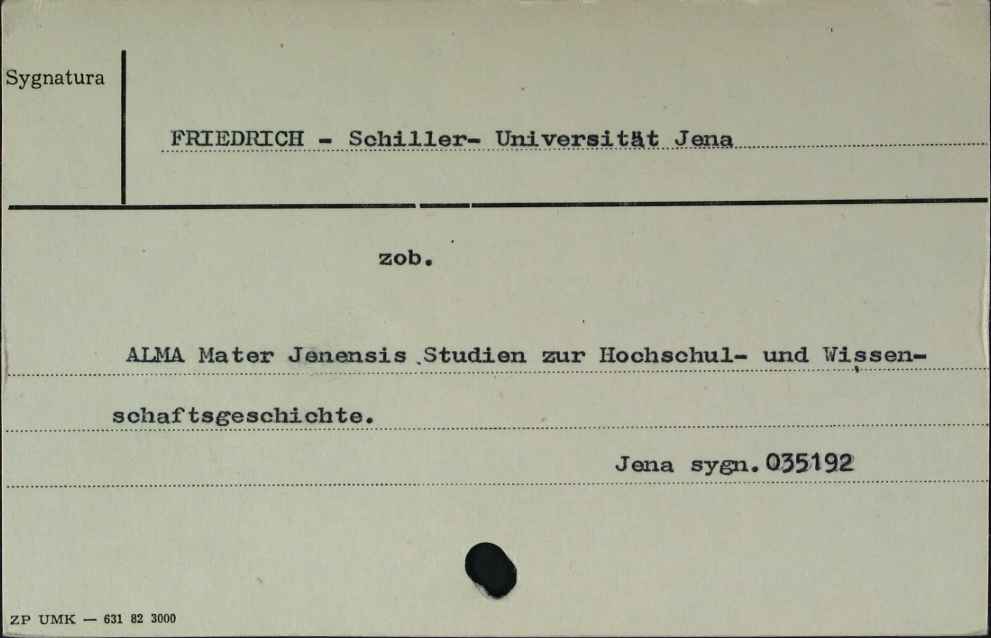 Sygnatura
FRIEDRICH - Schiller- Universität Jena
zob.
ALMA Mater Jenensis .Studien zur Hochschul- und Wissen-
schaftsgeschichte.
Jena sygn. 035192
ZP UMK — 631 82 3000